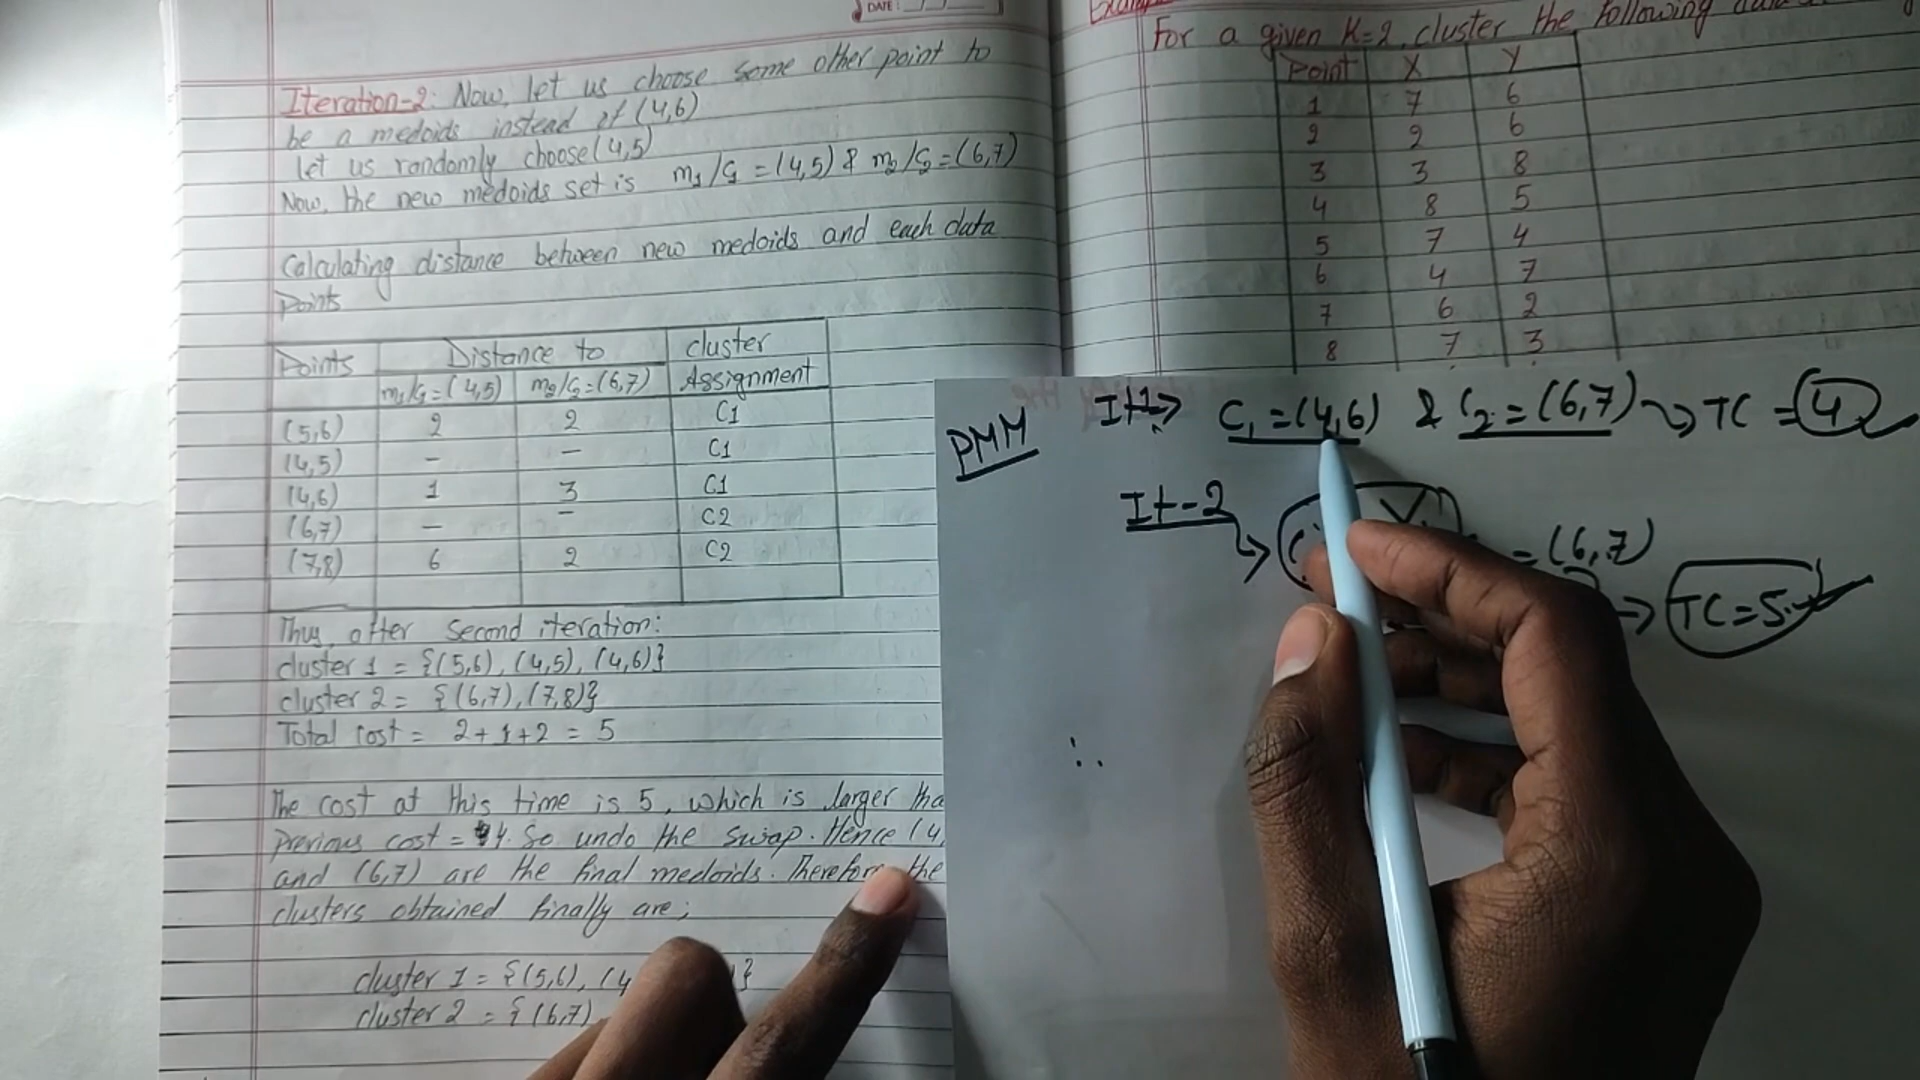 DATE:
Iteration-2: Now, let us choose some other point to
be a medoids instead of (4,6)
let us randomly choose (4,5)
Now, the new medoids set is m1/C1 = (4,5) & m2/C2 = (6,7)
Calculating distance between new medoids and each data
Points
Points Distance to cluster
m1/C1=(4,5) m2/C2=(6,7) Assignment
(5,6) 2 2 C1
(4,5) - - C1
(4,6) 1 3 C1
(6,7) - - C2
(7,8) 6 2 C2
Thus, after second iteration:
cluster 1 = {(5,6), (4,5), (4,6)}
cluster 2 = {(6,7), (7,8)}
Total cost = 2+1+2 = 5
The cost at this time is 5, which is larger tha
previous cost = 4. So undo the swap. Hence (4,
and (6,7) are the final medoids. Therefore the
clusters obtained finally are;
cluster 1 = {(5,6), (4 }
cluster 2 = {(6,7)
Example
For a given K=2, cluster the following
Point X Y
1 7 6
2 2 6
3 3 8
4 8 5
5 7 4
6 4 7
7 6 2
8 7 3
PMM
It-1 → C1 = (4,6) & C2 = (6,7) → TC = 4
It-2
= (6,7)
→ TC=5
∴